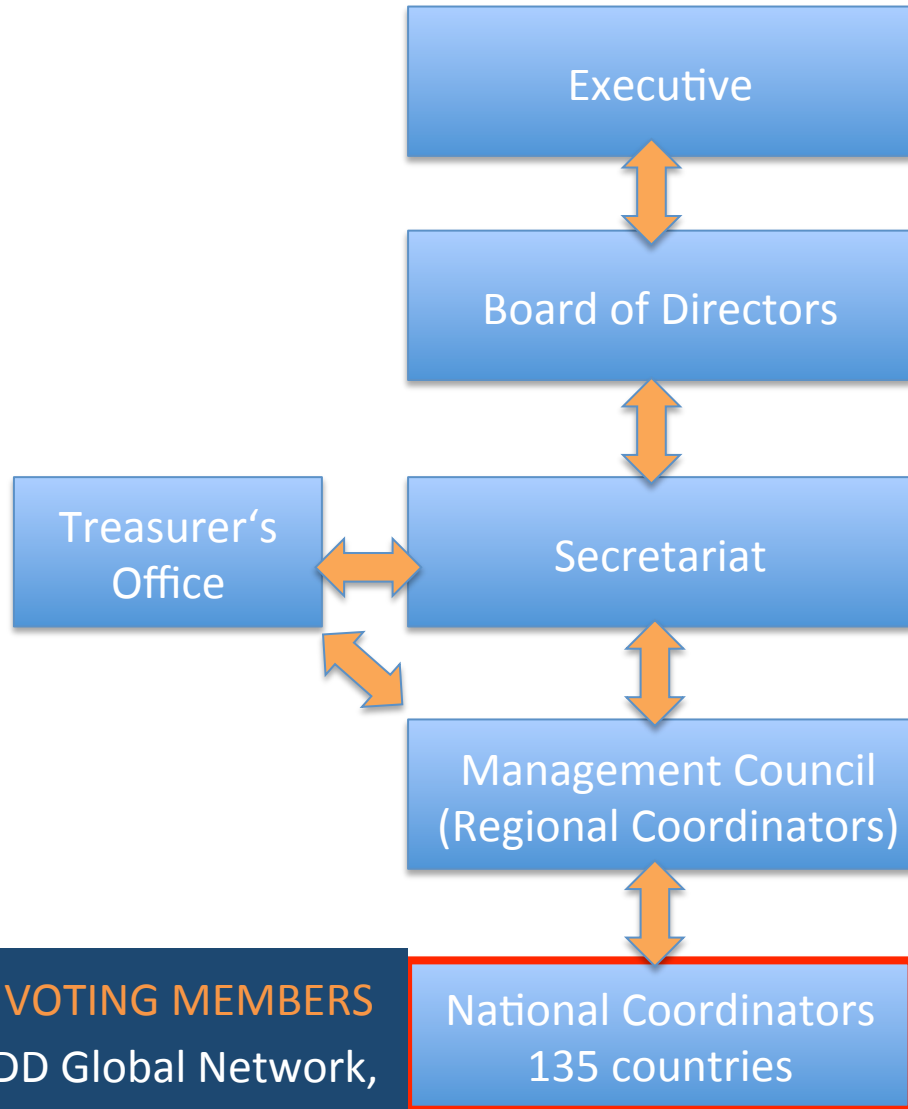 Executive
Board of Directors
Treasurer‘s
Office
Secretariat
Management Council
(Regional Coordinators)
VOTING MEMBERS
DD Global Network,
National Coordinators
135 countries